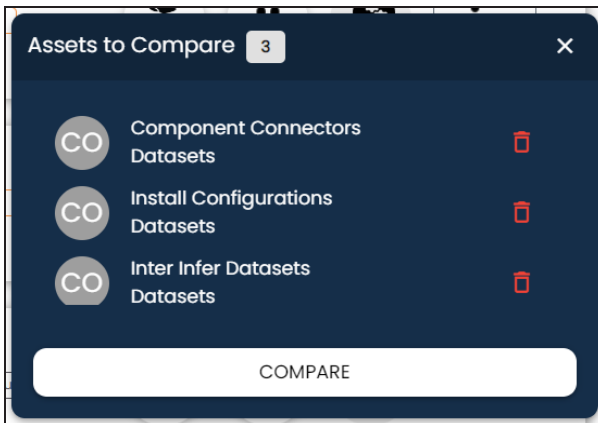 Assets to Compare 3
CO
Component Connectors
Datasets
CO
Install Configurations
Datasets
CO
Inter Infer Datasets
Datasets
COMPARE